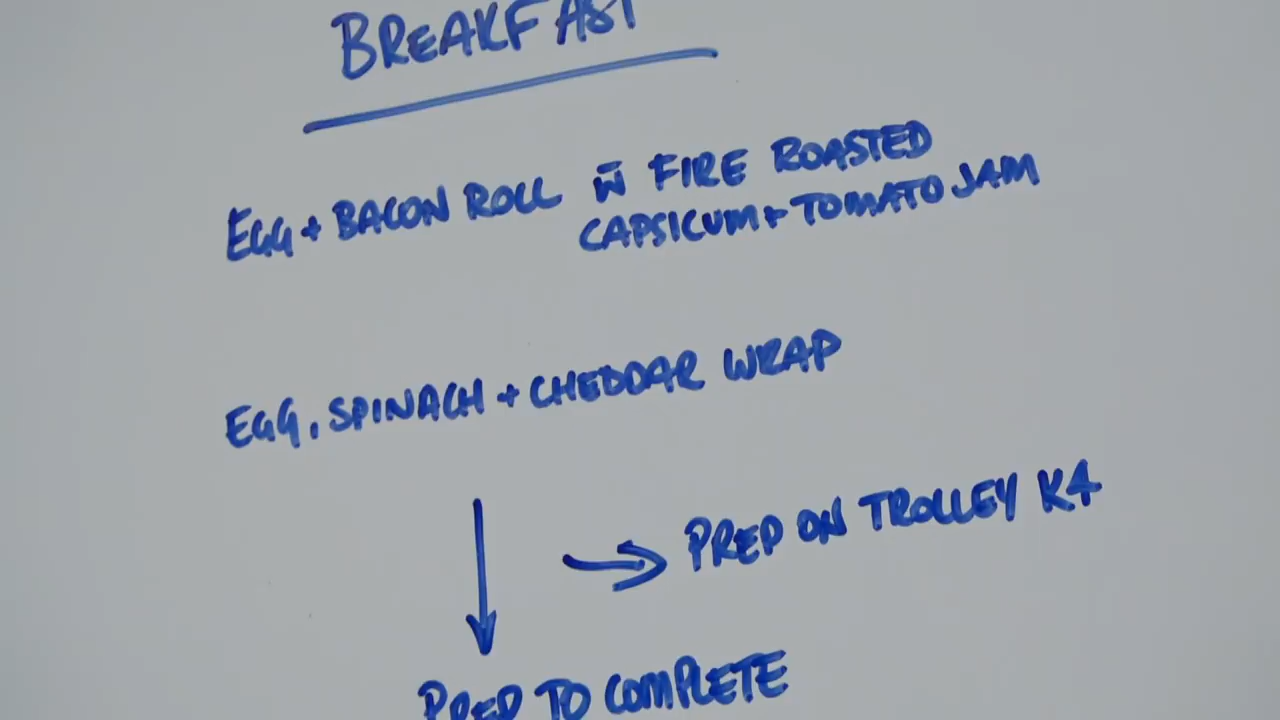 BREAKFAST
EGG + BACON ROLL w̄ FIRE ROASTED
CAPSICUM + TOMATO JAM
EGG, SPINACH + CHEDDAR WRAP
PREP ON TROLLEY K4
PREP TO COMPLETE